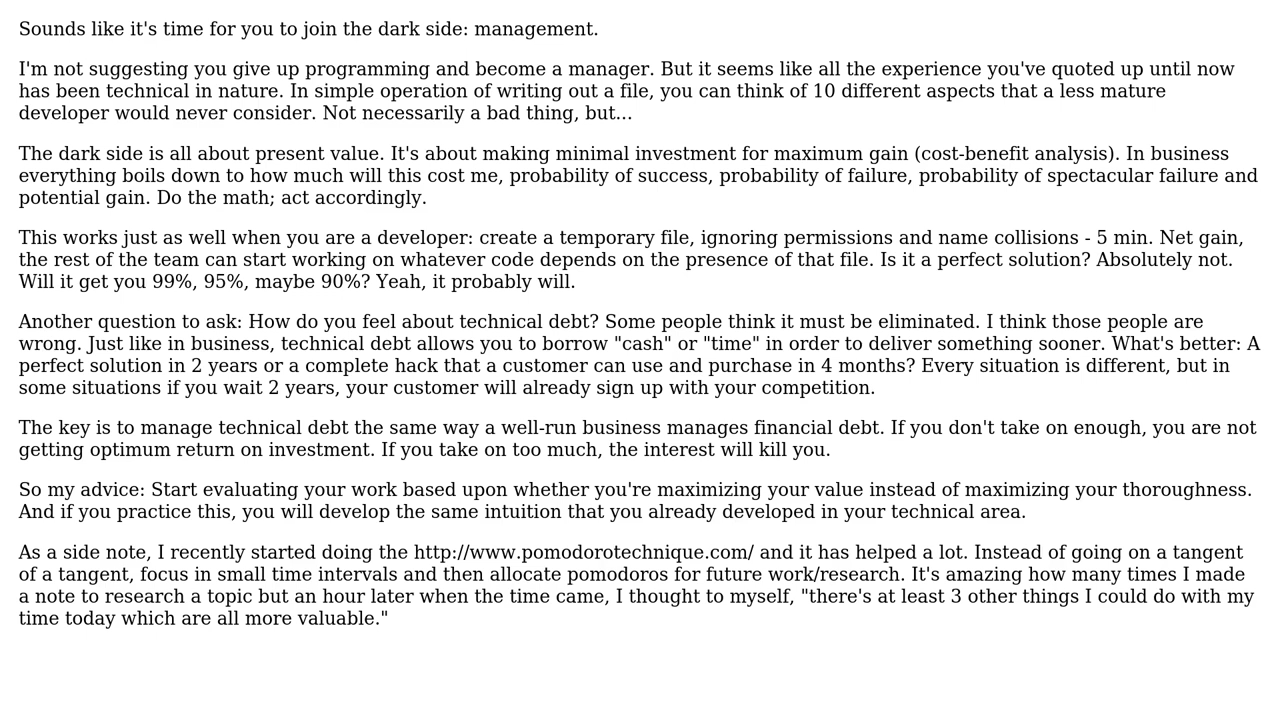 Sounds like it's time for you to join the dark side: management.
I'm not suggesting you give up programming and become a manager. But it seems like all the experience you've quoted up until now
has been technical in nature. In simple operation of writing out a file, you can think of 10 different aspects that a less mature
developer would never consider. Not necessarily a bad thing, but...
The dark side is all about present value. It's about making minimal investment for maximum gain (cost-benefit analysis). In business
everything boils down to how much will this cost me, probability of success, probability of failure, probability of spectacular failure and
potential gain. Do the math; act accordingly.
This works just as well when you are a developer: create a temporary file, ignoring permissions and name collisions - 5 min. Net gain,
the rest of the team can start working on whatever code depends on the presence of that file. Is it a perfect solution? Absolutely not.
Will it get you 99%, 95%, maybe 90%? Yeah, it probably will.
Another question to ask: How do you feel about technical debt? Some people think it must be eliminated. I think those people are
wrong. Just like in business, technical debt allows you to borrow "cash" or "time" in order to deliver something sooner. What's better: A
perfect solution in 2 years or a complete hack that a customer can use and purchase in 4 months? Every situation is different, but in
some situations if you wait 2 years, your customer will already sign up with your competition.
The key is to manage technical debt the same way a well-run business manages financial debt. If you don't take on enough, you are not
getting optimum return on investment. If you take on too much, the interest will kill you.
So my advice: Start evaluating your work based upon whether you're maximizing your value instead of maximizing your thoroughness.
And if you practice this, you will develop the same intuition that you already developed in your technical area.
As a side note, I recently started doing the http://www.pomodorotechnique.com/ and it has helped a lot. Instead of going on a tangent
of a tangent, focus in small time intervals and then allocate pomodoros for future work/research. It's amazing how many times I made
a note to research a topic but an hour later when the time came, I thought to myself, "there's at least 3 other things I could do with my
time today which are all more valuable."